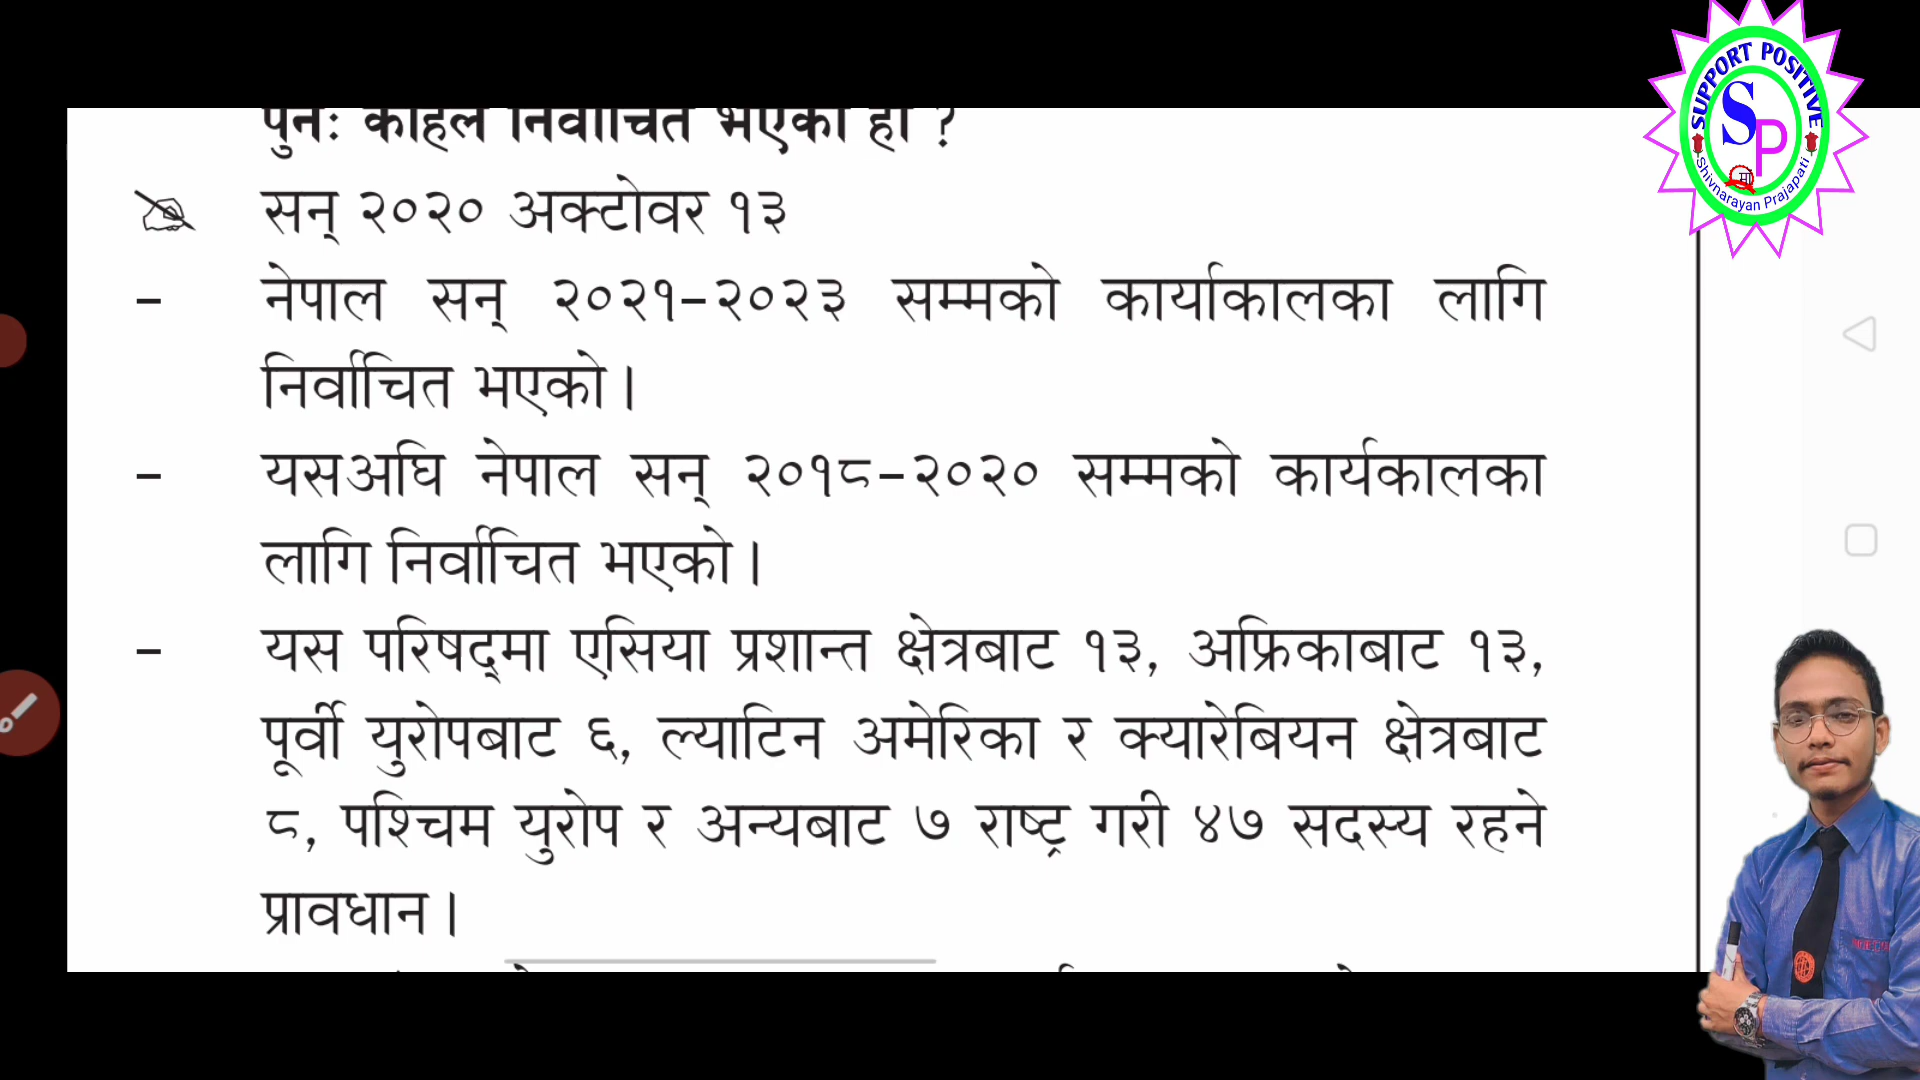 पुनः कहिले निर्वाचित भएको हो ?
सन् २०२० अक्टोवर १३
- नेपाल सन् २०२१-२०२३ सम्मको कार्याकालका लागि
निर्वाचित भएको।
- यसअघि नेपाल सन् २०१८-२०२० सम्मको कार्यकालका
लागि निर्वाचित भएको।
- यस परिषद्‌मा एसिया प्रशान्त क्षेत्रबाट १३, अफ्रिकाबाट १३,
पूर्वी युरोपबाट ६, ल्याटिन अमेरिका र क्यारेबियन क्षेत्रबाट
८, पश्चिम युरोप र अन्यबाट ७ राष्ट्र गरी ४७ सदस्य रहने
प्रावधान।
SUPPORT POSITIVE
SP
माँ
Shivnarayan Prajapati